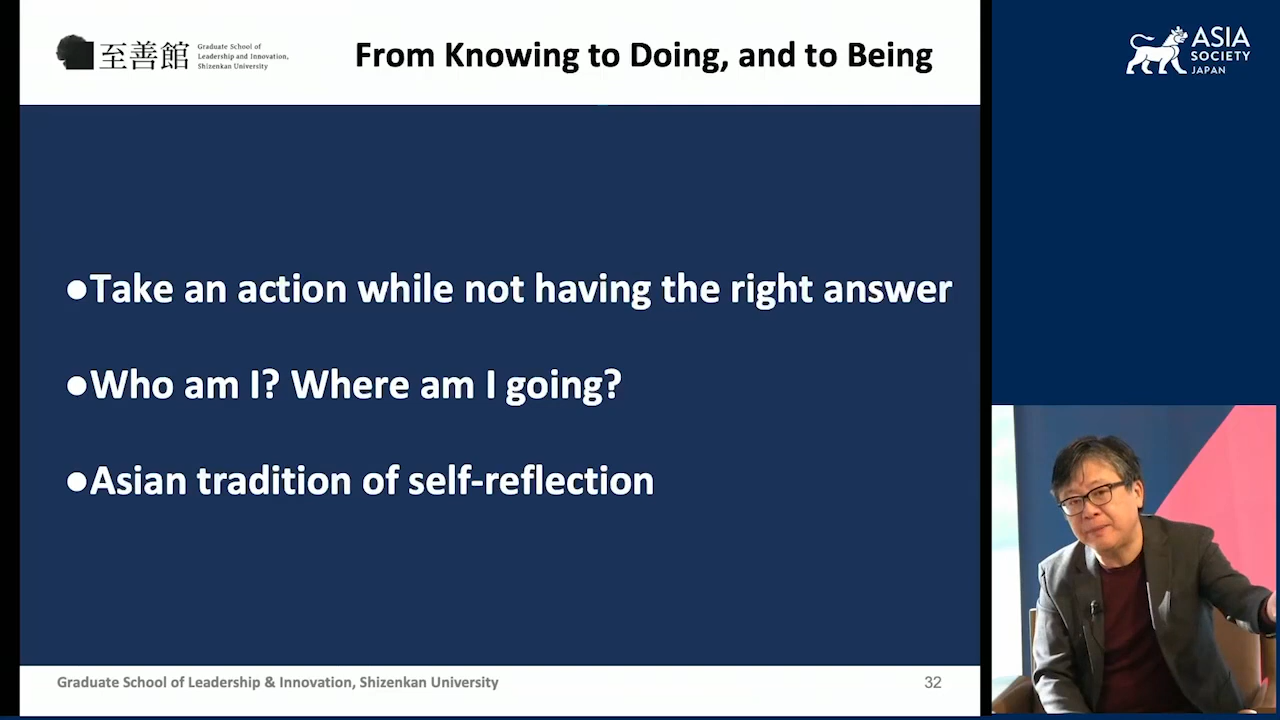 至善館
Graduate School of
Leadership and Innovation,
Shizenkan University
From Knowing to Doing, and to Being
ASIA
SOCIETY
JAPAN
●Take an action while not having the right answer
●Who am I? Where am I going?
●Asian tradition of self-reflection
Graduate School of Leadership & Innovation, Shizenkan University
32